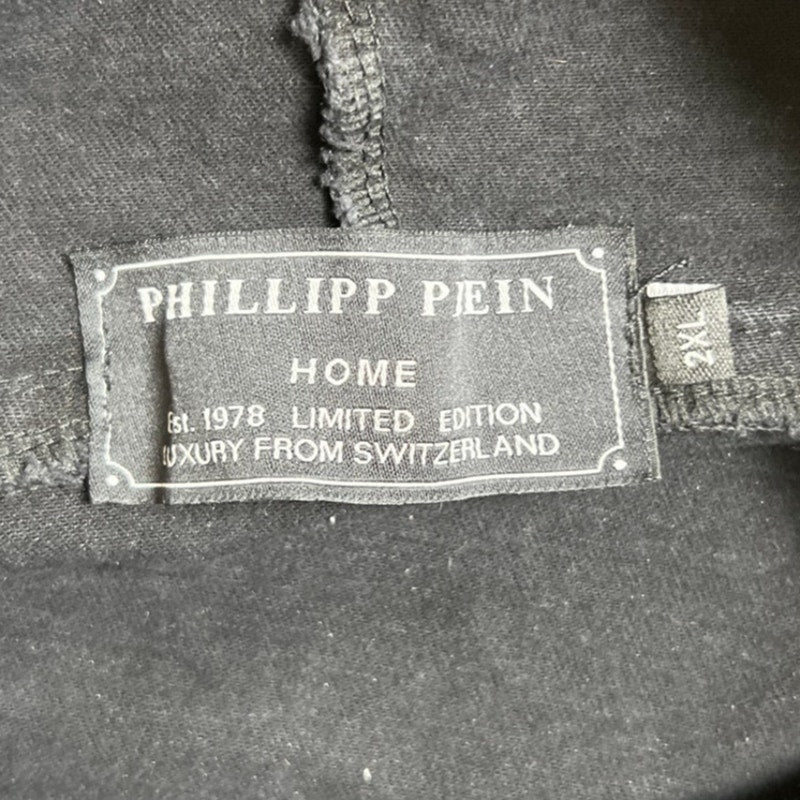 PHILLIPP PLEIN
HOME
Est. 1978 LIMITED EDITION
LUXURY FROM SWITZERLAND
2XL